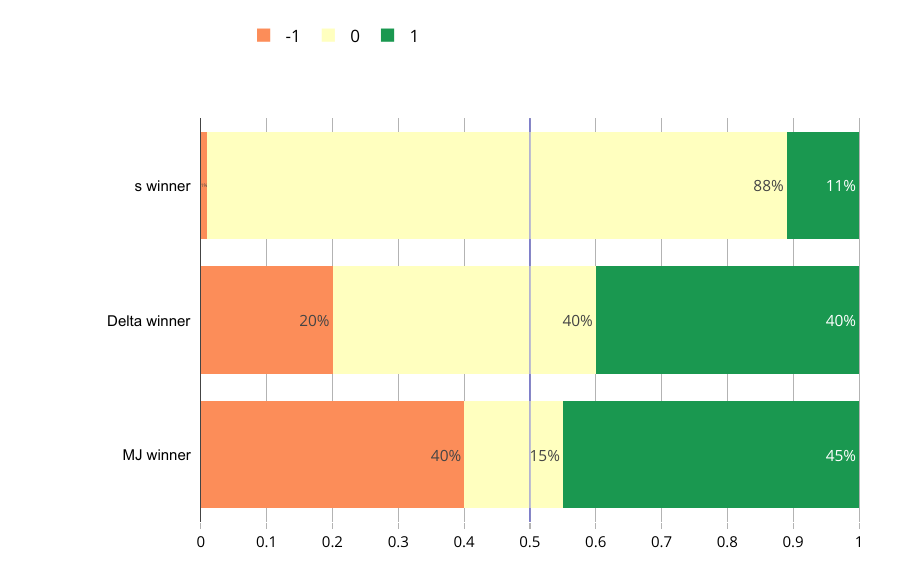 -1 0 1
s winner 88% 11%
Delta winner 20% 40% 40%
MJ winner 40% 15% 45%
0 0.1 0.2 0.3 0.4 0.5 0.6 0.7 0.8 0.9 1